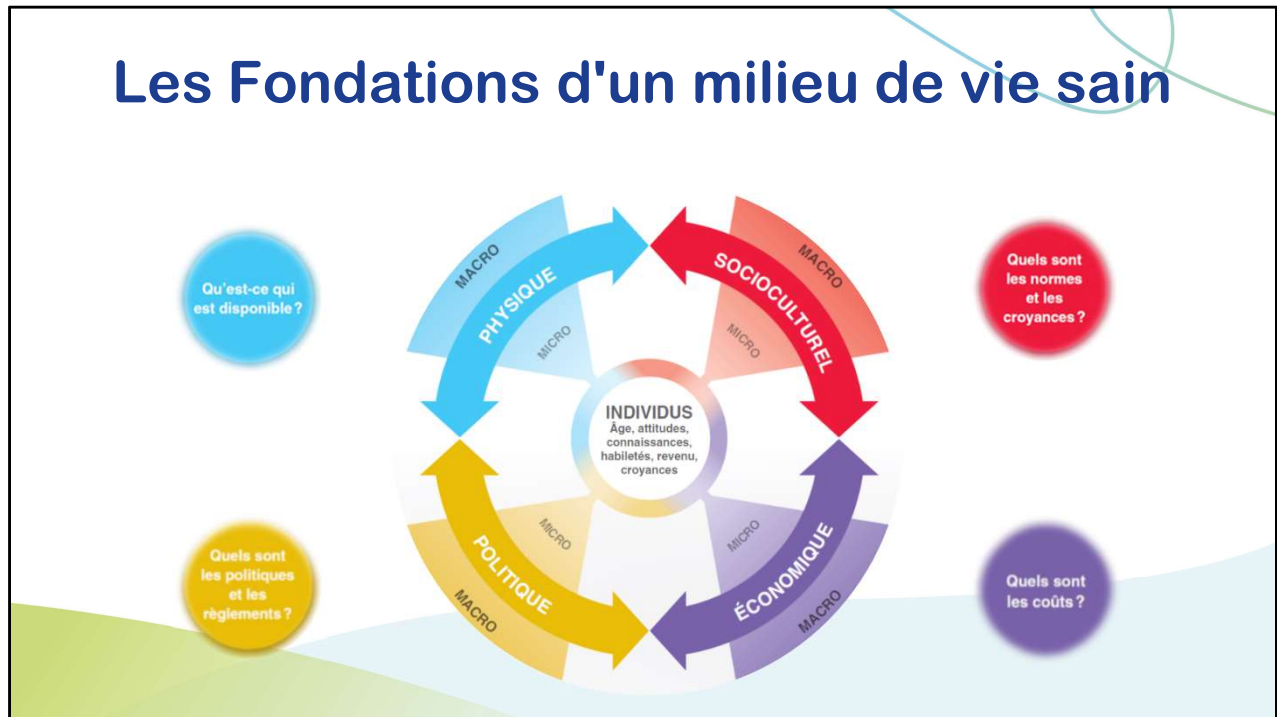 Les Fondations d'un milieu de vie sain
Qu'est-ce qui
est disponible ?
MACRO
PHYSIQUE
MICRO
MACRO
SOCIOCULTUREL
MICRO
Quels sont
les normes
et les
croyances ?
INDIVIDUS
Âge, attitudes,
connaissances,
habiletés, revenu,
croyances
Quels sont
les politiques
et les
règlements ?
MICRO
POLITIQUE
MACRO
MICRO
ÉCONOMIQUE
MACRO
Quels sont
les coûts ?